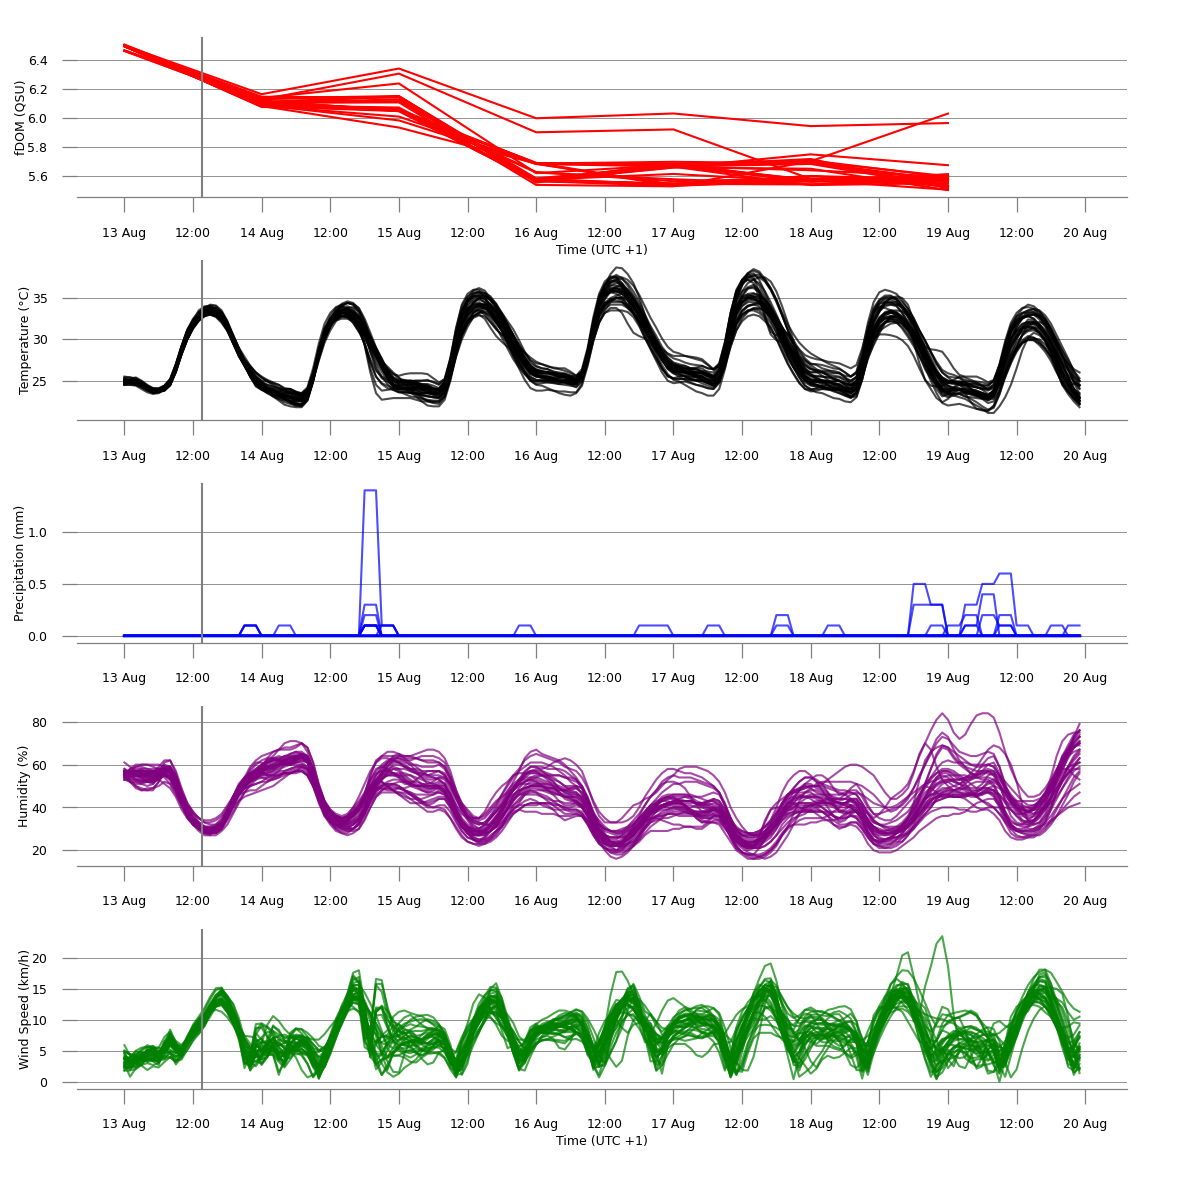 fDOM (QSU)
6.4
6.2
6.0
5.8
5.6
13 Aug 12:00 14 Aug 12:00 15 Aug 12:00 16 Aug 12:00 17 Aug 12:00 18 Aug 12:00 19 Aug 12:00 20 Aug
Time (UTC +1)
Temperature (°C)
35
30
25
13 Aug 12:00 14 Aug 12:00 15 Aug 12:00 16 Aug 12:00 17 Aug 12:00 18 Aug 12:00 19 Aug 12:00 20 Aug
Precipitation (mm)
1.0
0.5
0.0
13 Aug 12:00 14 Aug 12:00 15 Aug 12:00 16 Aug 12:00 17 Aug 12:00 18 Aug 12:00 19 Aug 12:00 20 Aug
Humidity (%)
80
60
40
20
13 Aug 12:00 14 Aug 12:00 15 Aug 12:00 16 Aug 12:00 17 Aug 12:00 18 Aug 12:00 19 Aug 12:00 20 Aug
Wind Speed (km/h)
20
15
10
5
0
13 Aug 12:00 14 Aug 12:00 15 Aug 12:00 16 Aug 12:00 17 Aug 12:00 18 Aug 12:00 19 Aug 12:00 20 Aug
Time (UTC +1)